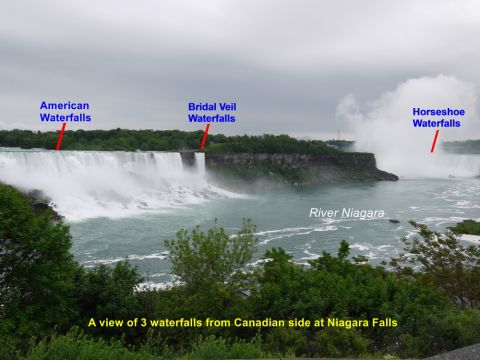 American
Waterfalls
Bridal Veil
Waterfalls
Horseshoe
Waterfalls
River Niagara
A view of 3 waterfalls from Canadian side at Niagara Falls